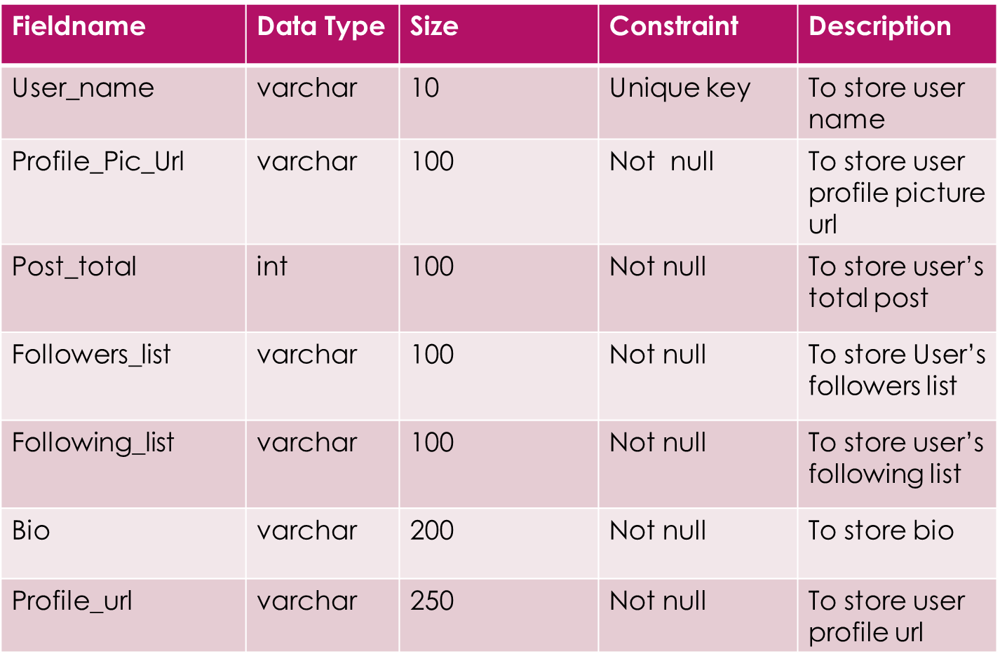 Fieldname Data Type Size Constraint Description
User_name varchar 10 Unique key To store user
name
Profile_Pic_Url varchar 100 Not null To store user
profile picture
url
Post_total int 100 Not null To store user’s
total post
Followers_list varchar 100 Not null To store User’s
followers list
Following_list varchar 100 Not null To store user’s
following list
Bio varchar 200 Not null To store bio
Profile_url varchar 250 Not null To store user
profile url